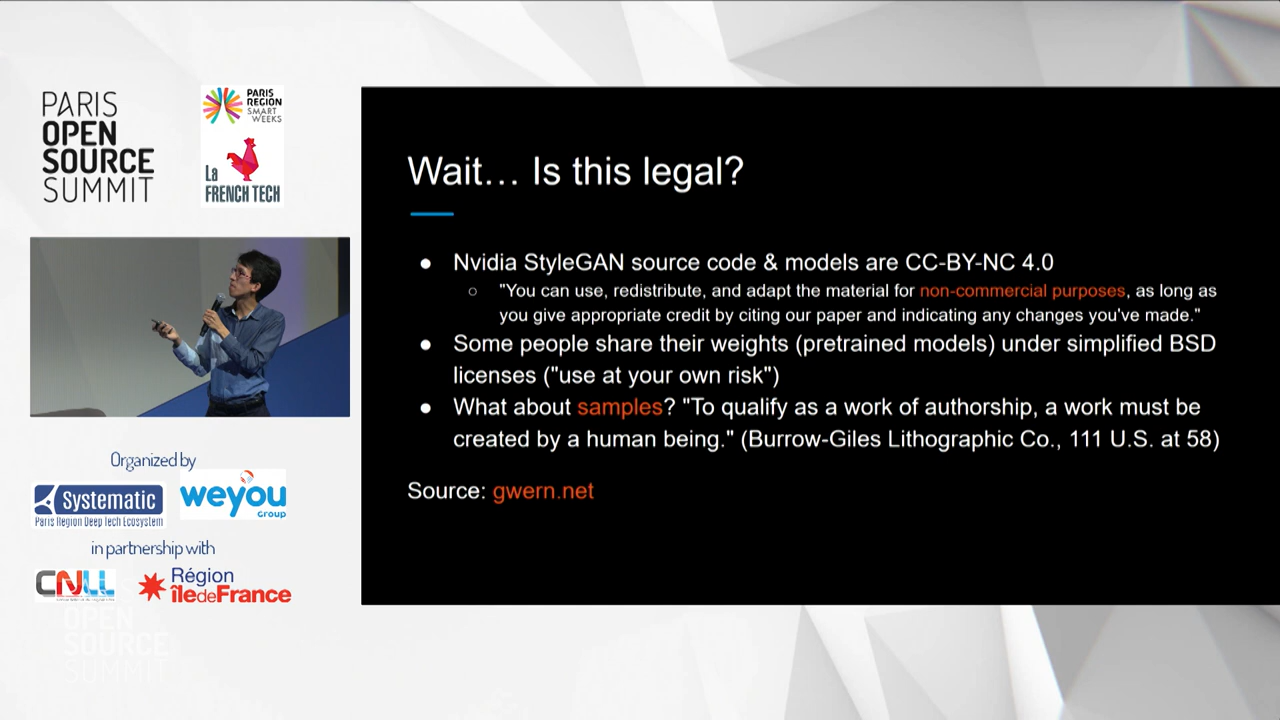 PARIS
OPEN
SOURCE
SUMMIT
PARIS
REGION
SMART
WEEKS
La
FRENCH TECH
Wait… Is this legal?
● Nvidia StyleGAN source code & models are CC-BY-NC 4.0
○ "You can use, redistribute, and adapt the material for non-commercial purposes, as long as
you give appropriate credit by citing our paper and indicating any changes you've made."
● Some people share their weights (pretrained models) under simplified BSD
licenses ("use at your own risk")
● What about samples? "To qualify as a work of authorship, a work must be
created by a human being." (Burrow-Giles Lithographic Co., 111 U.S. at 58)
Source: gwern.net
Organized by
Systematic
Paris Region Deep Tech Ecosystem
weyou
GROUP
in partnership with
CNLL
Région
îledeFrance
OPEN
SOURCE
SUMMIT